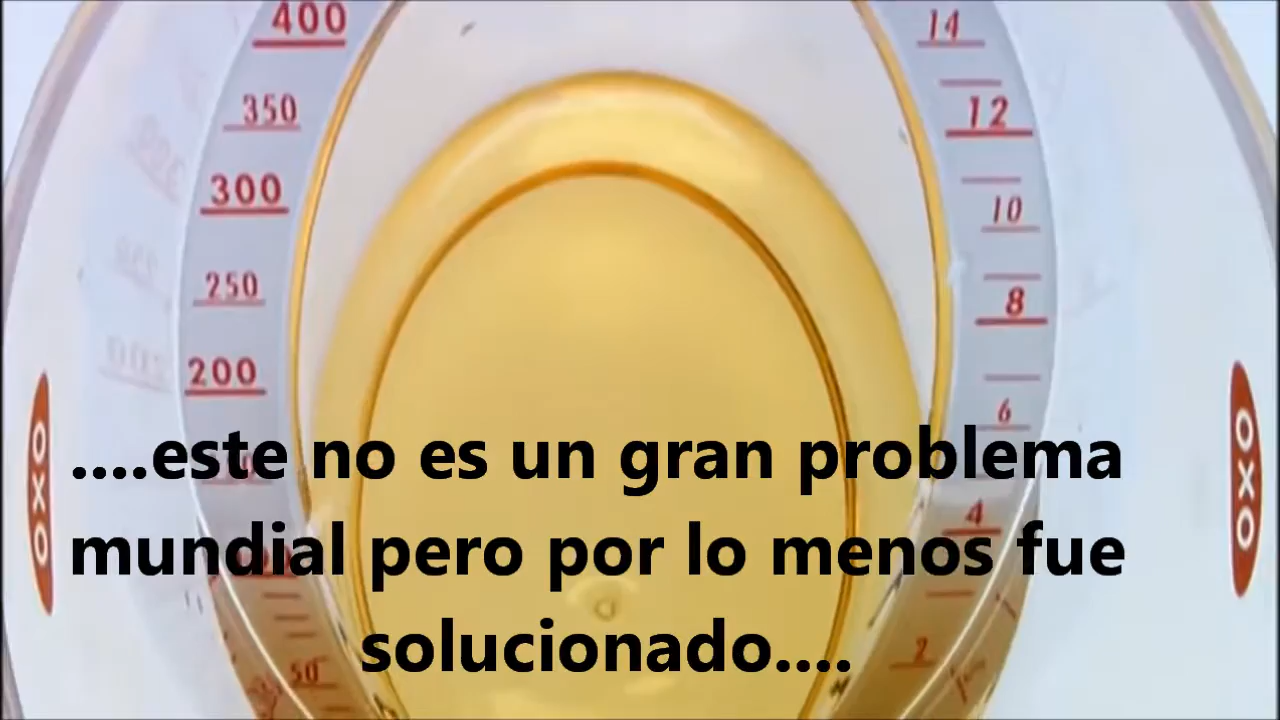 400
350
300
250
200
50
14
12
10
8
6
4
2
OXO
OXO
....este no es un gran problema
mundial pero por lo menos fue
solucionado....